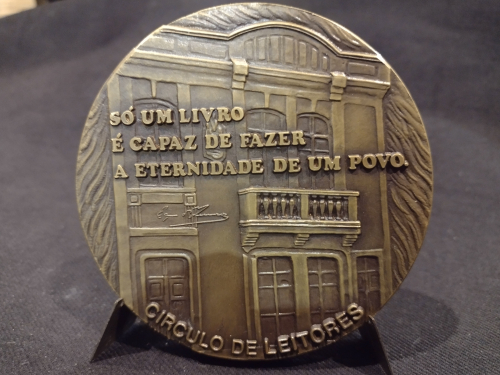 SÓ UM LIVRO
É CAPAZ DE FAZER
A ETERNIDADE DE UM POVO.
CIRCULO DE LEITORES